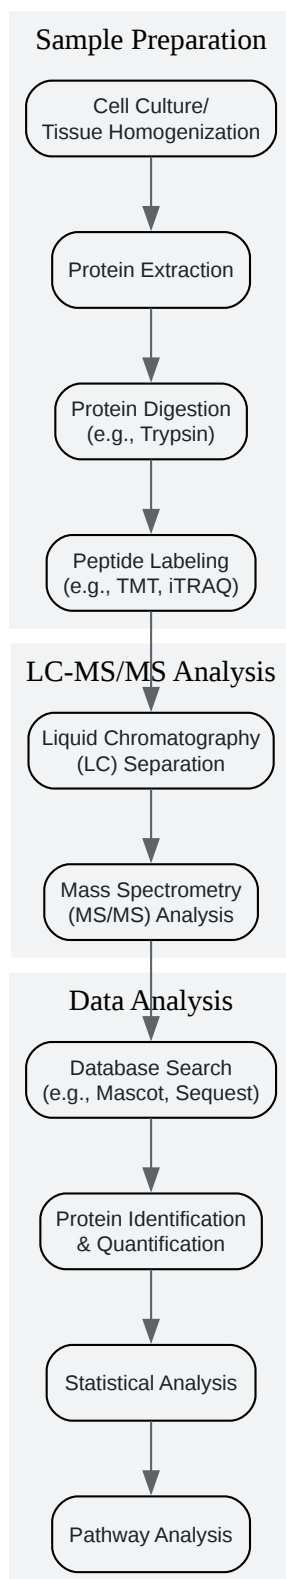 Sample Preparation
Cell Culture/
Tissue Homogenization
Protein Extraction
Protein Digestion
(e.g., Trypsin)
Peptide Labeling
(e.g., TMT, iTRAQ)
LC-MS/MS Analysis
Liquid Chromatography
(LC) Separation
Mass Spectrometry
(MS/MS) Analysis
Data Analysis
Database Search
(e.g., Mascot, Sequest)
Protein Identification
& Quantification
Statistical Analysis
Pathway Analysis